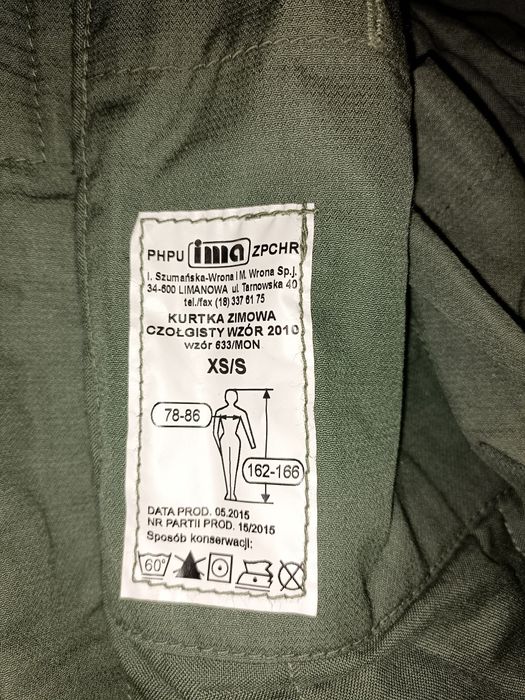 PHPU ima ZPCHR
I. Szumańska-Wrona i M. Wrona Sp.j.
34-600 LIMANOWA ul. Tarnowska 40
tel./fax (18) 337 61 75
KURTKA ZIMOWA
CZOŁGISTY WZÓR 2010
wzór 633/MON
XS/S
78-86
162-166
DATA PROD. 05.2015
NR PARTII PROD. 15/2015
Sposób konserwacji:
60°